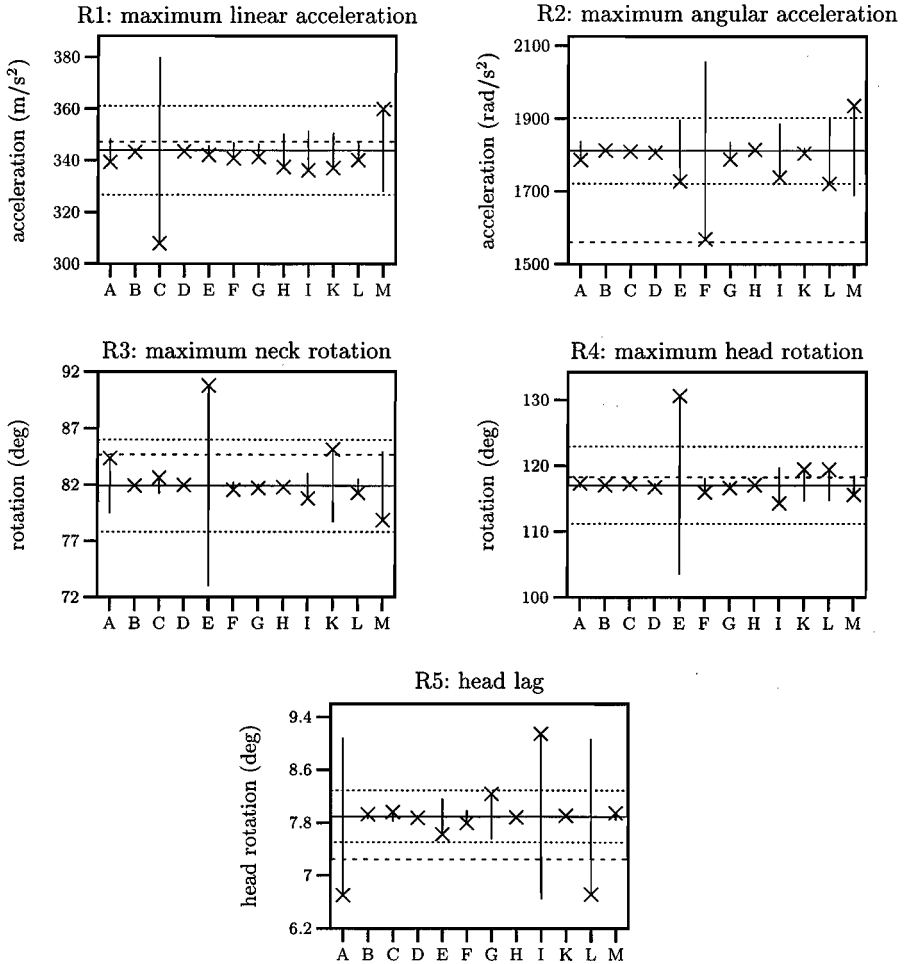 R1: maximum linear acceleration
acceleration (m/s²)
380
360
340
320
300
A B C D E F G H I K L M
R2: maximum angular acceleration
acceleration (rad/s²)
2100
1900
1700
1500
A B C D E F G H I K L M
R3: maximum neck rotation
rotation (deg)
92
87
82
77
72
A B C D E F G H I K L M
R4: maximum head rotation
rotation (deg)
130
120
110
100
A B C D E F G H I K L M
R5: head lag
head rotation (deg)
9.4
8.6
7.8
7
6.2
A B C D E F G H I K L M